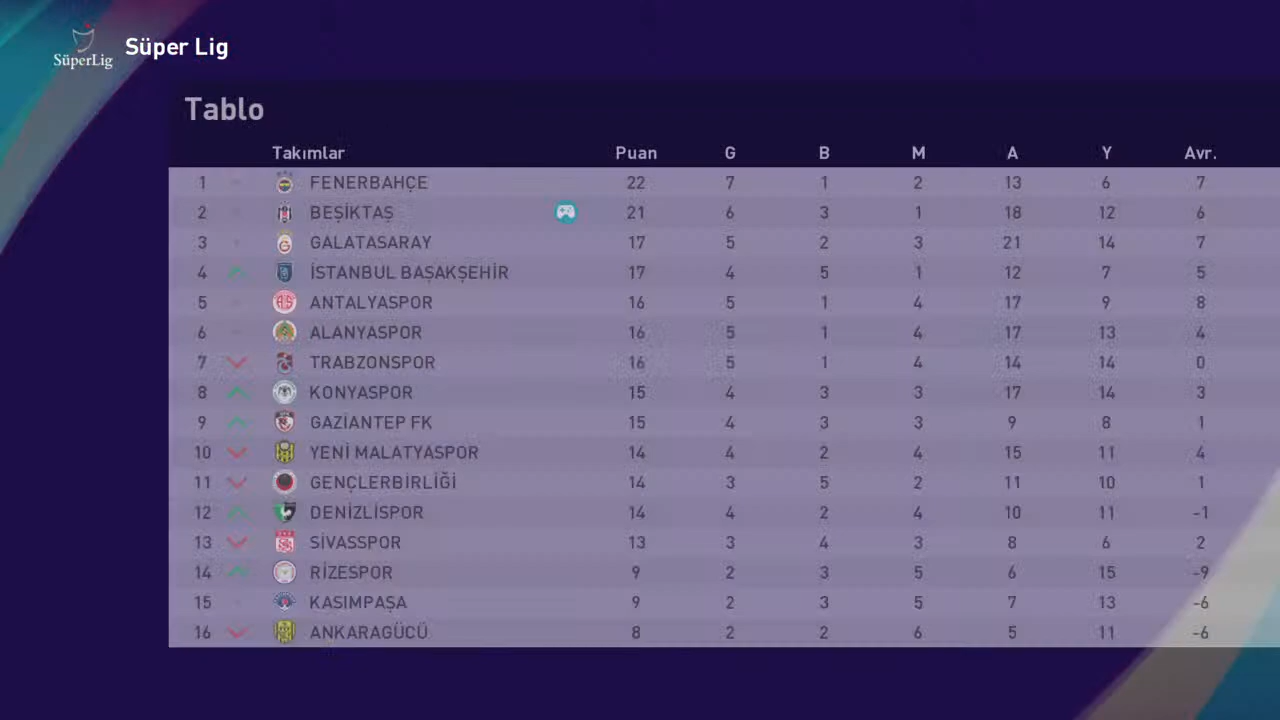 SüperLig
Süper Lig
Tablo
Takımlar Puan G B M A Y Avr.
1 FENERBAHÇE 22 7 1 2 13 6 7
2 BEŞİKTAŞ 21 6 3 1 18 12 6
3 GALATASARAY 17 5 2 3 21 14 7
4 İSTANBUL BAŞAKŞEHİR 17 4 5 1 12 7 5
5 ANTALYASPOR 16 5 1 4 17 9 8
6 ALANYASPOR 16 5 1 4 17 13 4
7 TRABZONSPOR 16 5 1 4 14 14 0
8 KONYASPOR 15 4 3 3 17 14 3
9 GAZİANTEP FK 15 4 3 3 9 8 1
10 YENİ MALATYASPOR 14 4 2 4 15 11 4
11 GENÇLERBİRLİĞİ 14 3 5 2 11 10 1
12 DENİZLİSPOR 14 4 2 4 10 11 -1
13 SİVASSPOR 13 3 4 3 8 6 2
14 RİZESPOR 9 2 3 5 6 15 -9
15 KASIMPAŞA 9 2 3 5 7 13 -6
16 ANKARAGÜCÜ 8 2 2 6 5 11 -6